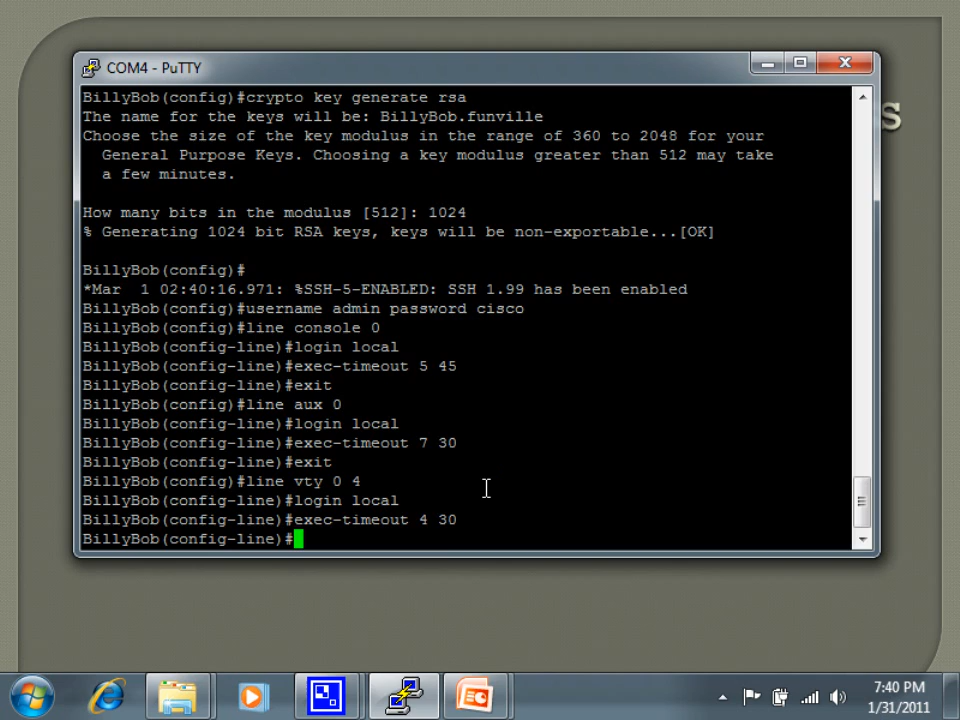 s
COM4 - PuTTY
BillyBob(config)#crypto key generate rsa
The name for the keys will be: BillyBob.funville
Choose the size of the key modulus in the range of 360 to 2048 for your
  General Purpose Keys. Choosing a key modulus greater than 512 may take
  a few minutes.
How many bits in the modulus [512]: 1024
% Generating 1024 bit RSA keys, keys will be non-exportable...[OK]
BillyBob(config)#
*Mar  1 02:40:16.971: %SSH-5-ENABLED: SSH 1.99 has been enabled
BillyBob(config)#username admin password cisco
BillyBob(config)#line console 0
BillyBob(config-line)#login local
BillyBob(config-line)#exec-timeout 5 45
BillyBob(config-line)#exit
BillyBob(config)#line aux 0
BillyBob(config-line)#login local
BillyBob(config-line)#exec-timeout 7 30
BillyBob(config-line)#exit
BillyBob(config)#line vty 0 4
BillyBob(config-line)#login local
BillyBob(config-line)#exec-timeout 4 30
BillyBob(config-line)#
7:40 PM
1/31/2011